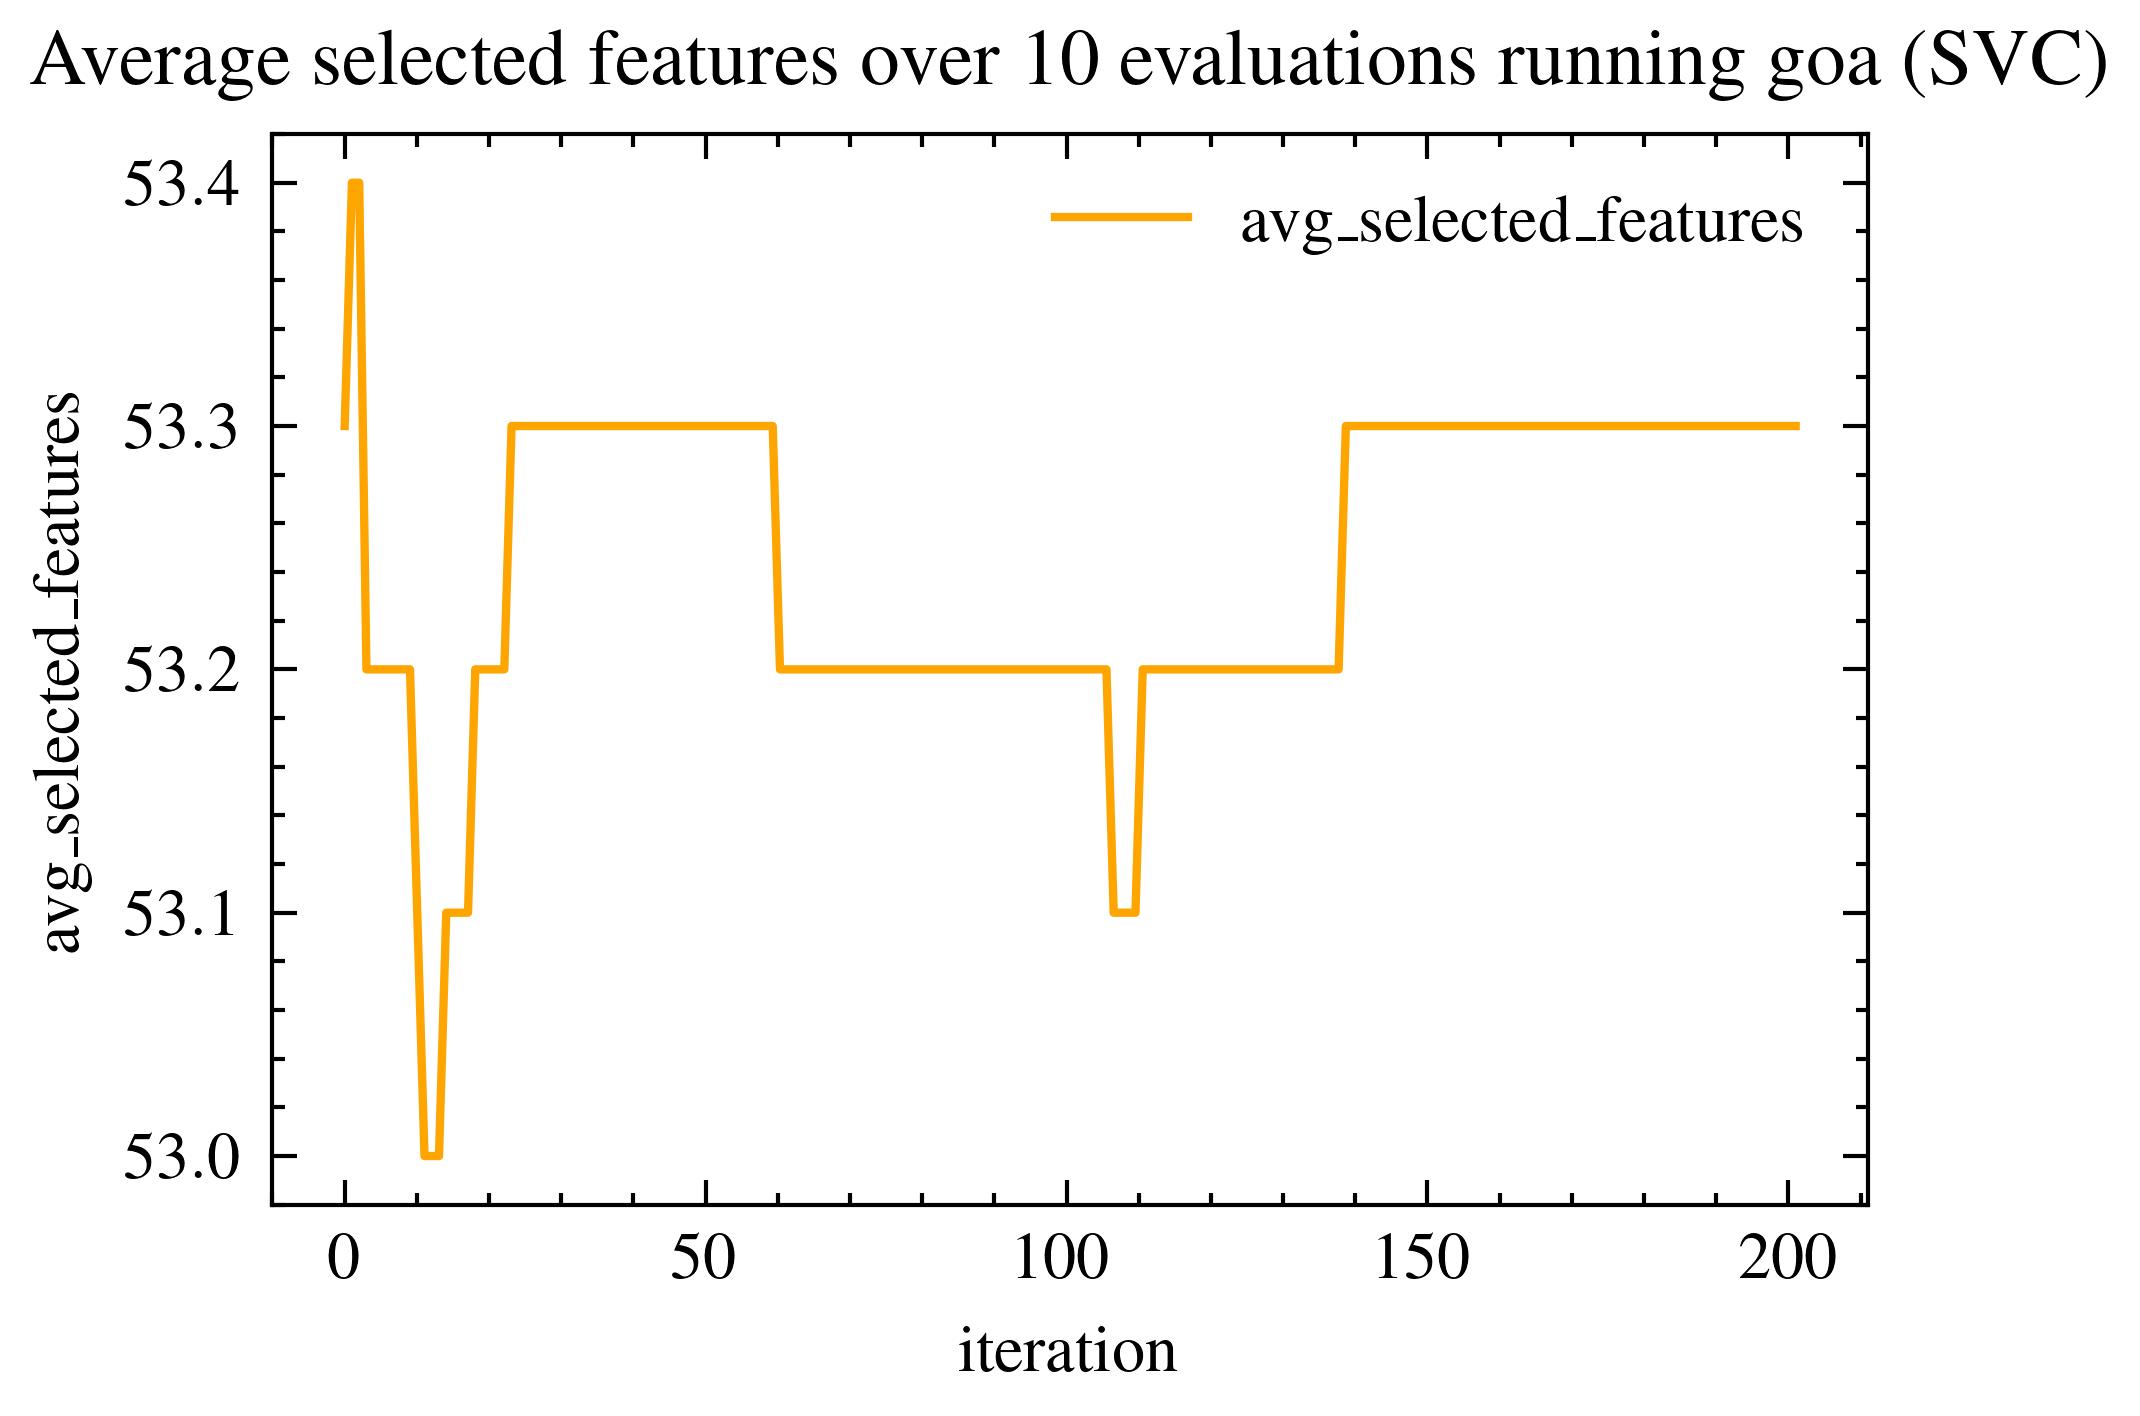 Average selected features over 10 evaluations running goa (SVC)
avg_selected_features
53.4
53.3
53.2
53.1
53.0
avg_selected_features
0 50 100 150 200
iteration